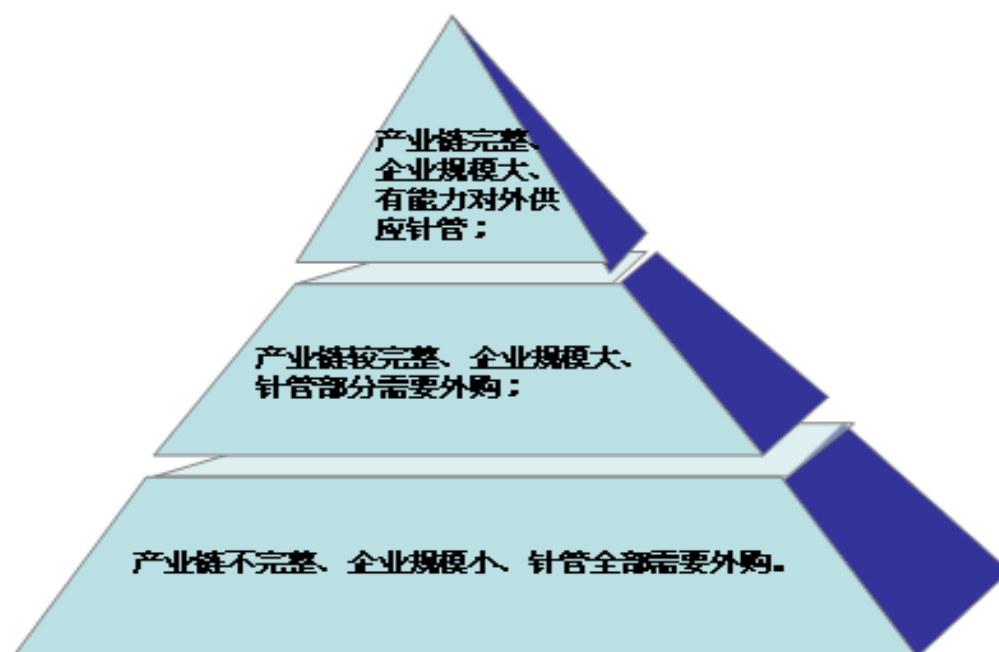 产业链完整、
企业规模大、
有能力对外供
应针管；
产业链较完整、企业规模大、
针管部分需要外购；
产业链不完整、企业规模小、针管全部需要外购。